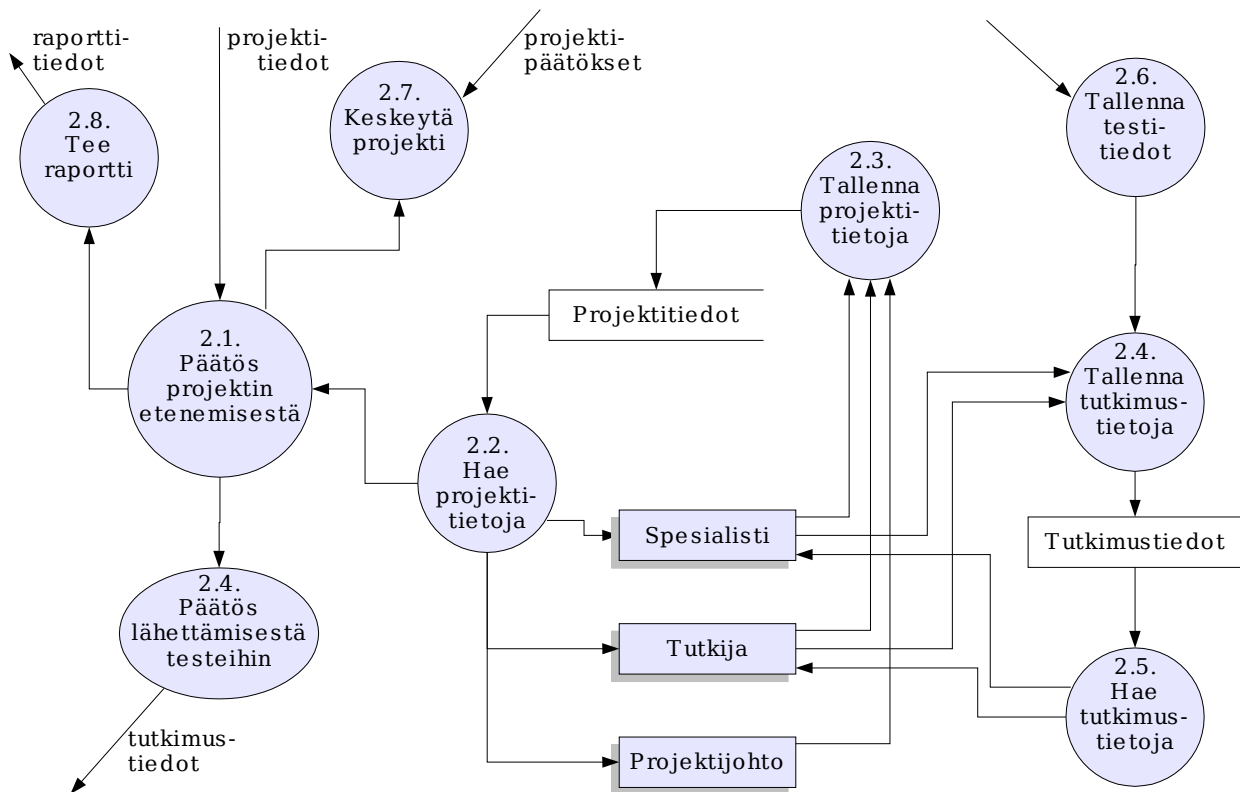 raportti-
tiedot
projekti-
tiedot
projekti-
päätökset
2.8.
Tee
raportti
2.7.
Keskeytä
projekti
2.6.
Tallenna
testi-
tiedot
2.3.
Tallenna
projekti-
tietoja
Projektitiedot
2.1.
Päätös
projektin
etenemisestä
2.4.
Tallenna
tutkimus-
tietoja
2.2.
Hae
projekti-
tietoja
Spesialisti
Tutkimustiedot
2.4.
Päätös
lähettämisestä
testeihin
Tutkija
2.5.
Hae
tutkimus-
tietoja
tutkimus-
tiedot
Projektijohto